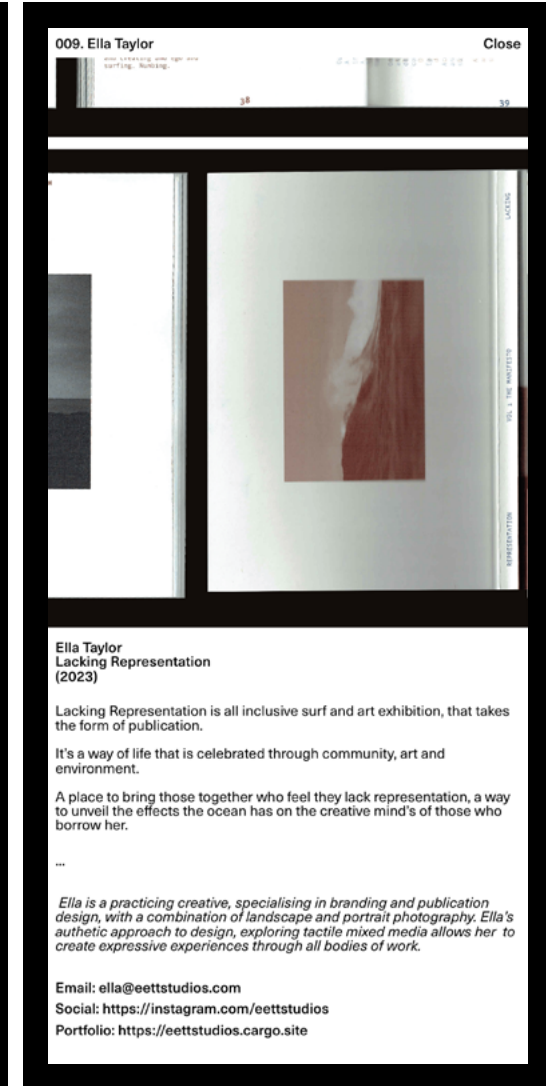 009. Ella Taylor
Close
surfing. Numbing.
38
39
LACKING
VOL 1 THE MANIFESTO
REPRESENTATION
Ella Taylor
Lacking Representation
(2023)
Lacking Representation is all inclusive surf and art exhibition, that takes
the form of publication.
It's a way of life that is celebrated through community, art and
environment.
A place to bring those together who feel they lack representation, a way
to unveil the effects the ocean has on the creative mind's of those who
borrow her.
...
Ella is a practicing creative, specialising in branding and publication
design, with a combination of landscape and portrait photography. Ella's
authetic approach to design, exploring tactile mixed media allows her to
create expressive experiences through all bodies of work.
Email: ella@eettstudios.com
Social: https://instagram.com/eettstudios
Portfolio: https://eettstudios.cargo.site